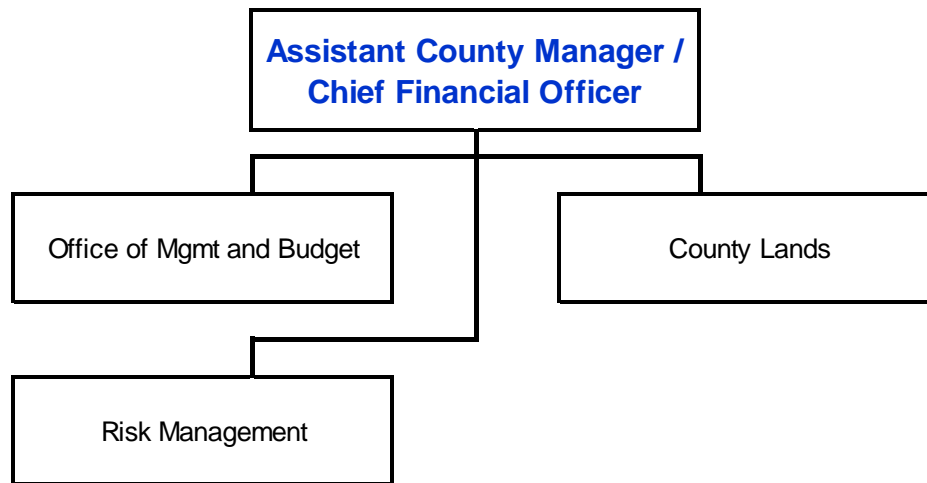 Assistant County Manager /
Chief Financial Officer
Office of Mgmt and Budget
County Lands
Risk Management